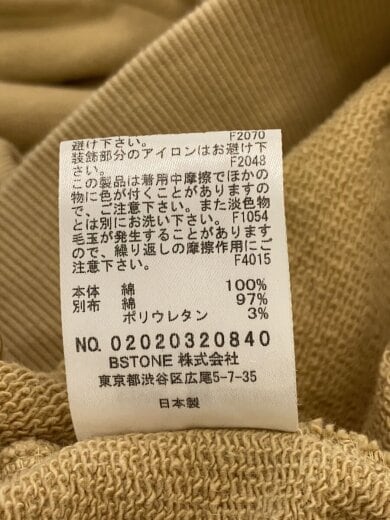 避け下さい。 F2070
装飾部分のアイロンはお避け下
さい。 F2048
この製品は着用中摩擦でほかの
物に色が付くことがありますの
で、ご注意下さい。また淡色物
とは別にお洗い下さい。 F1054
毛玉が発生することがあります
ので、繰り返しの摩擦作用にご
注意下さい。 F4015
本体 綿 100%
別布 綿 97%
ポリウレタン 3%
NO. 02020320840
BSTONE 株式会社
東京都渋谷区広尾5-7-35
日本製